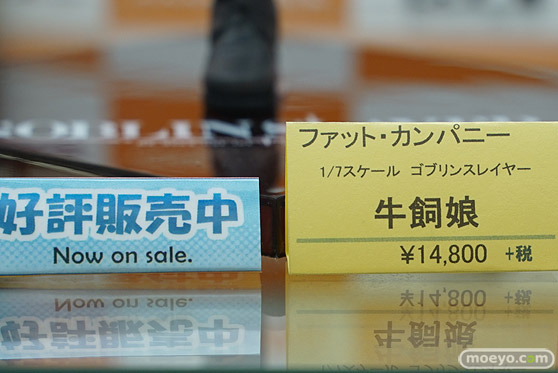 GOBLIN S
好評販売中
Now on sale.
ファット・カンパニー
1/7スケール ゴブリンスレイヤー
牛飼娘
¥14,800 +税
moeyo.com